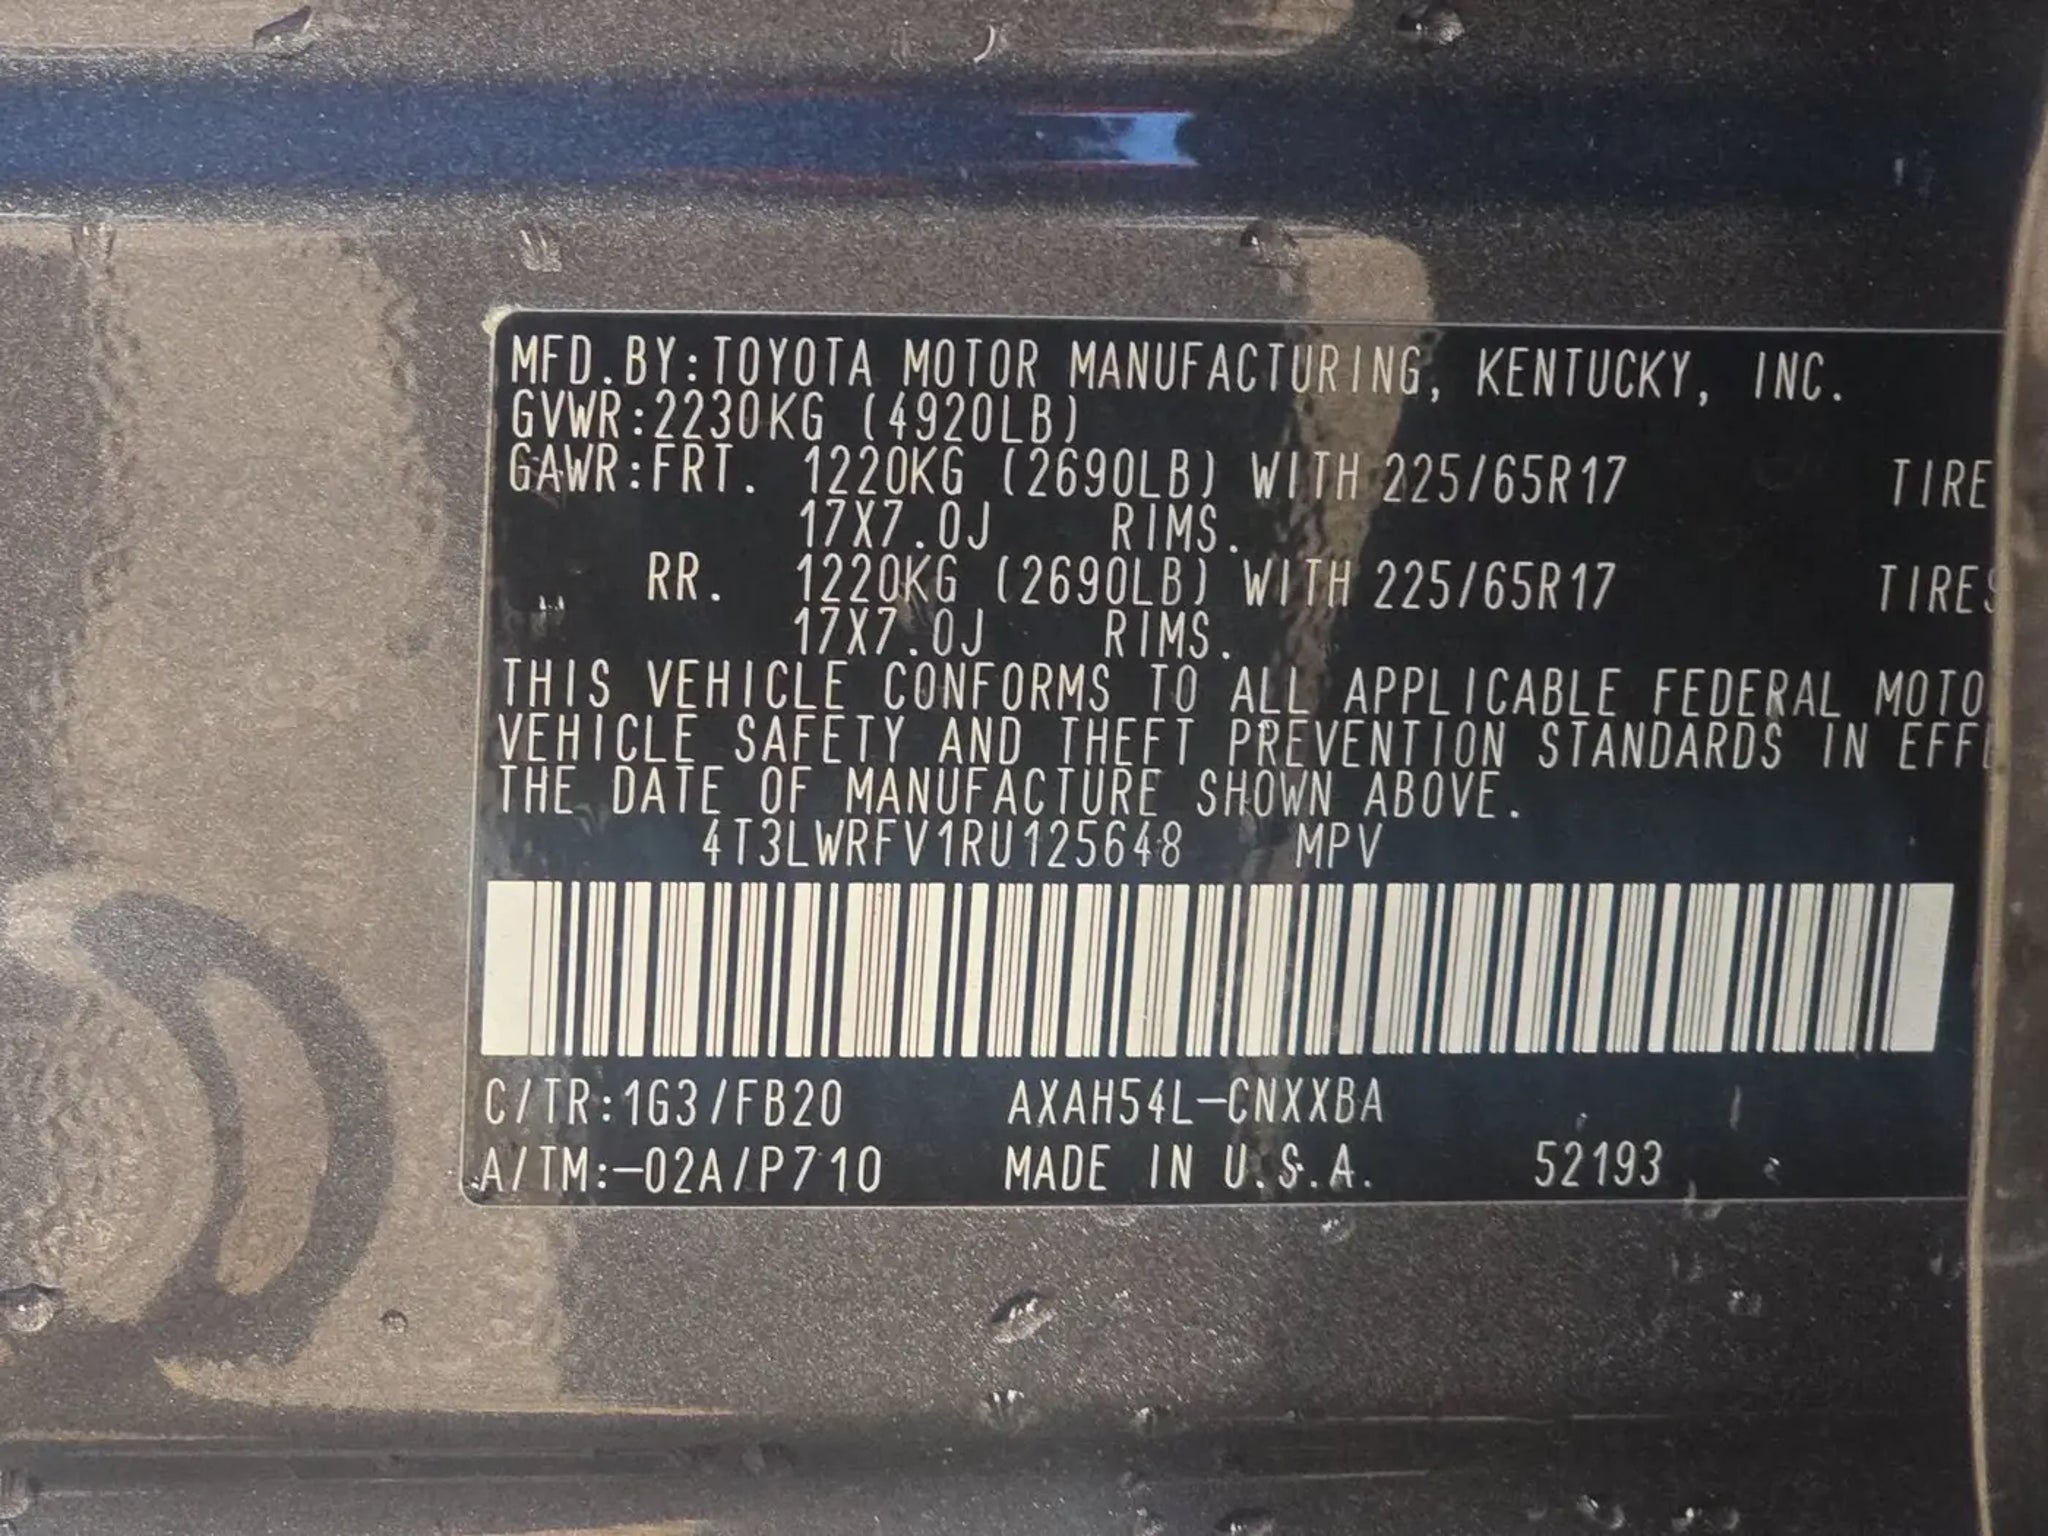 MFD.BY:TOYOTA MOTOR MANUFACTURING, KENTUCKY, INC.
GVWR:2230KG (4920LB)
GAWR:FRT. 1220KG (2690LB) WITH 225/65R17 TIRE
17X7.0J RIMS.
RR. 1220KG (2690LB) WITH 225/65R17 TIRES
17X7.0J RIMS.
THIS VEHICLE CONFORMS TO ALL APPLICABLE FEDERAL MOTO
VEHICLE SAFETY AND THEFT PREVENTION STANDARDS IN EFFE
THE DATE OF MANUFACTURE SHOWN ABOVE.
4T3LWRFV1RU125648 MPV
C/TR:1G3/FB20 AXAH54L-CNXXBA
A/TM:-02A/P710 MADE IN U.S.A. 52193